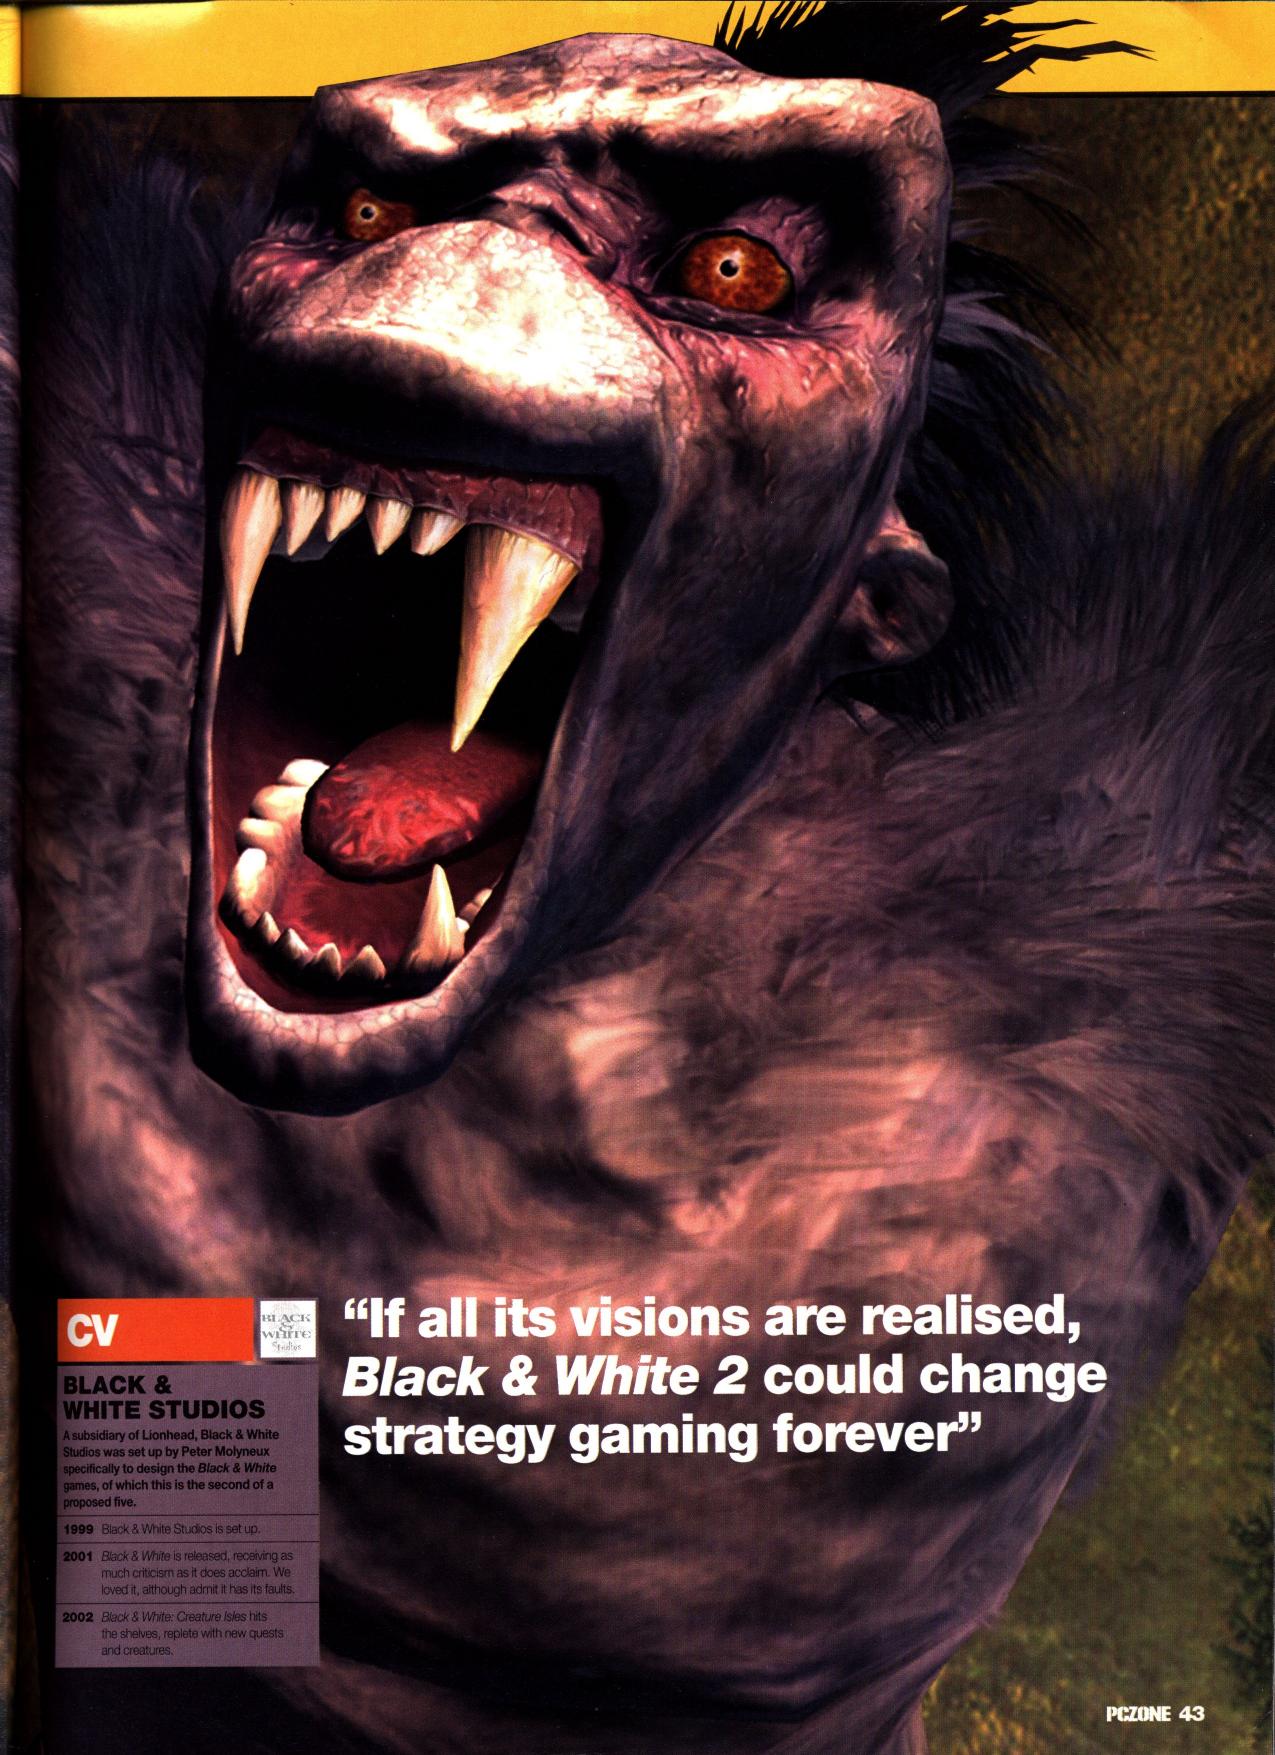 CV
BLACK
&
WHITE
Studios
BLACK &
WHITE STUDIOS
A subsidiary of Lionhead, Black & White
Studios was set up by Peter Molyneux
specifically to design the Black & White
games, of which this is the second of a
proposed five.
1999 Black & White Studios is set up.
2001 Black & White is released, receiving as
much criticism as it does acclaim. We
loved it, although admit it has its faults.
2002 Black & White: Creature Isles hits
the shelves, replete with new quests
and creatures.
“If all its visions are realised,
Black & White 2 could change
strategy gaming forever”
PCZONE 43